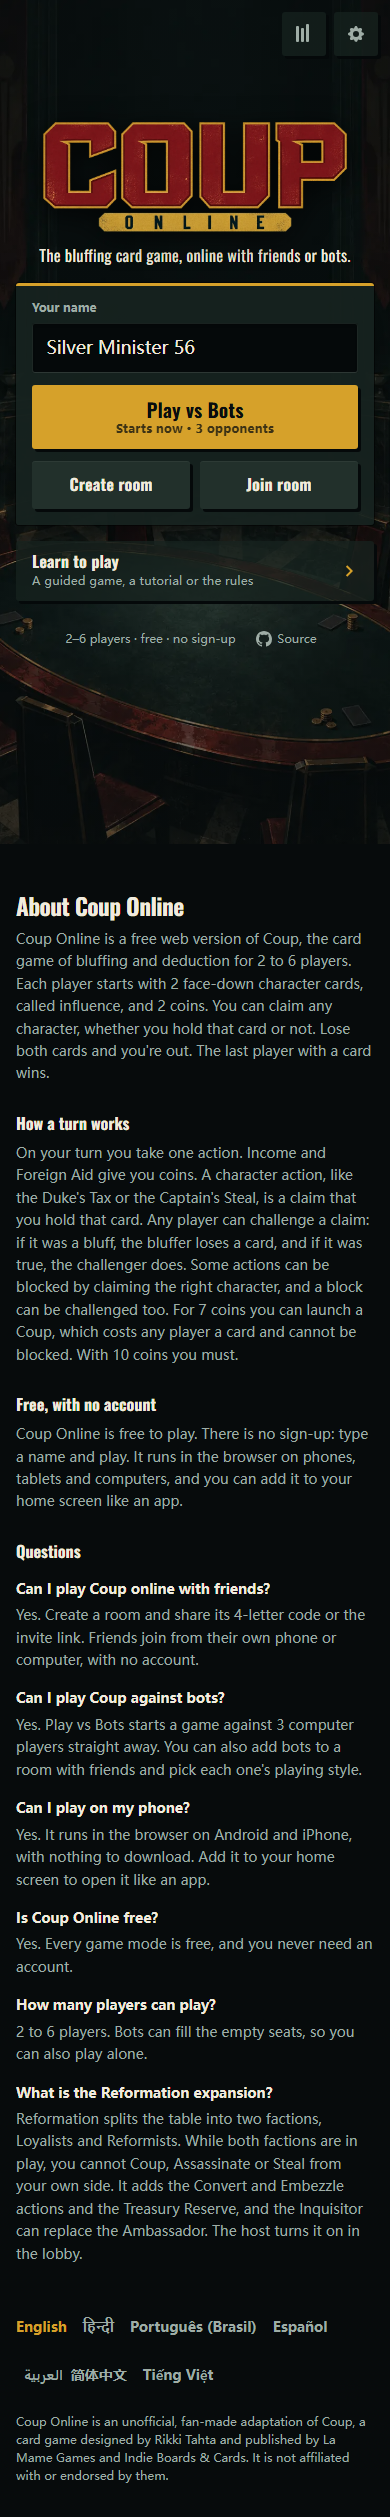 COUP
ONLINE
The bluffing card game, online with friends or bots.
Your name
Silver Minister 56
Play vs Bots
Starts now • 3 opponents
Create room
Join room
Learn to play
A guided game, a tutorial or the rules
2–6 players · free · no sign-up
Source
About Coup Online
Coup Online is a free web version of Coup, the card
game of bluffing and deduction for 2 to 6 players.
Each player starts with 2 face-down character cards,
called influence, and 2 coins. You can claim any
character, whether you hold that card or not. Lose
both cards and you're out. The last player with a card
wins.
How a turn works
On your turn you take one action. Income and
Foreign Aid give you coins. A character action, like
the Duke's Tax or the Captain's Steal, is a claim that
you hold that card. Any player can challenge a claim:
if it was a bluff, the bluffer loses a card, and if it was
true, the challenger does. Some actions can be
blocked by claiming the right character, and a block
can be challenged too. For 7 coins you can launch a
Coup, which costs any player a card and cannot be
blocked. With 10 coins you must.
Free, with no account
Coup Online is free to play. There is no sign-up: type
a name and play. It runs in the browser on phones,
tablets and computers, and you can add it to your
home screen like an app.
Questions
Can I play Coup online with friends?
Yes. Create a room and share its 4-letter code or the
invite link. Friends join from their own phone or
computer, with no account.
Can I play Coup against bots?
Yes. Play vs Bots starts a game against 3 computer
players straight away. You can also add bots to a
room with friends and pick each one's playing style.
Can I play on my phone?
Yes. It runs in the browser on Android and iPhone,
with nothing to download. Add it to your home
screen to open it like an app.
Is Coup Online free?
Yes. Every game mode is free, and you never need an
account.
How many players can play?
2 to 6 players. Bots can fill the empty seats, so you
can also play alone.
What is the Reformation expansion?
Reformation splits the table into two factions,
Loyalists and Reformists. While both factions are in
play, you cannot Coup, Assassinate or Steal from
your own side. It adds the Convert and Embezzle
actions and the Treasury Reserve, and the Inquisitor
can replace the Ambassador. The host turns it on in
the lobby.
English हिन्दी Português (Brasil) Español
العربية 简体中文 Tiếng Việt
Coup Online is an unofficial, fan-made adaptation of Coup, a
card game designed by Rikki Tahta and published by La
Mame Games and Indie Boards & Cards. It is not affiliated
with or endorsed by them.